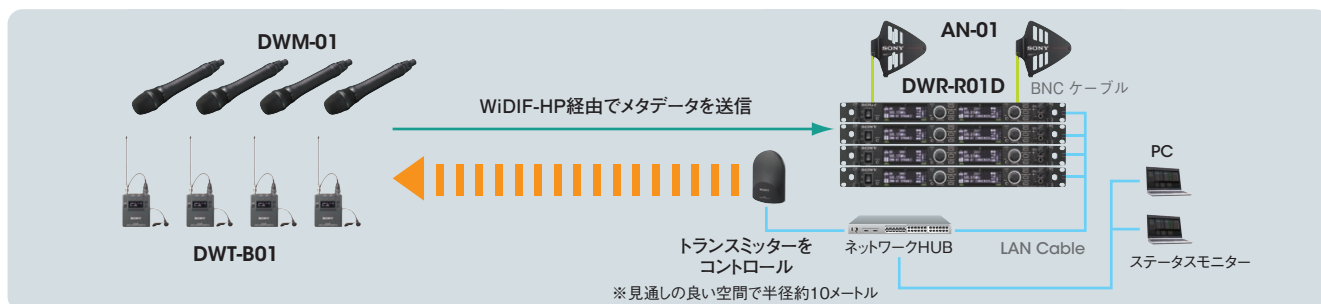 DWM-01
AN-01
SONY
SONY
DWR-R01D
BNC ケーブル
WiDIF-HP経由でメタデータを送信
PC
DWT-B01
トランスミッターを
コントロール
ネットワークHUB
LAN Cable
ステータスモニター
※見通しの良い空間で半径約10メートル